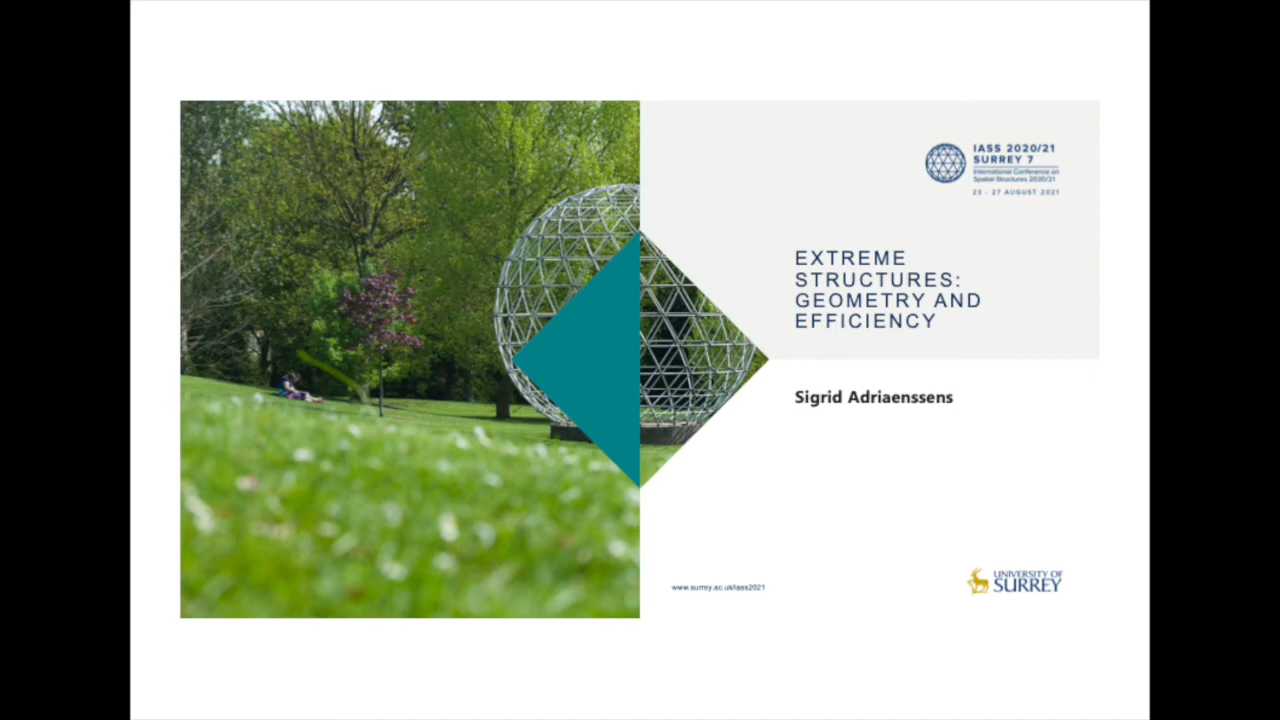 IASS 2020/21
SURREY 7
International Conference on
Spatial Structures 2020/21
23 - 27 AUGUST 2021
EXTREME
STRUCTURES:
GEOMETRY AND
EFFICIENCY
Sigrid Adriaenssens
www.surrey.ac.uk/iass2021
UNIVERSITY OF
SURREY